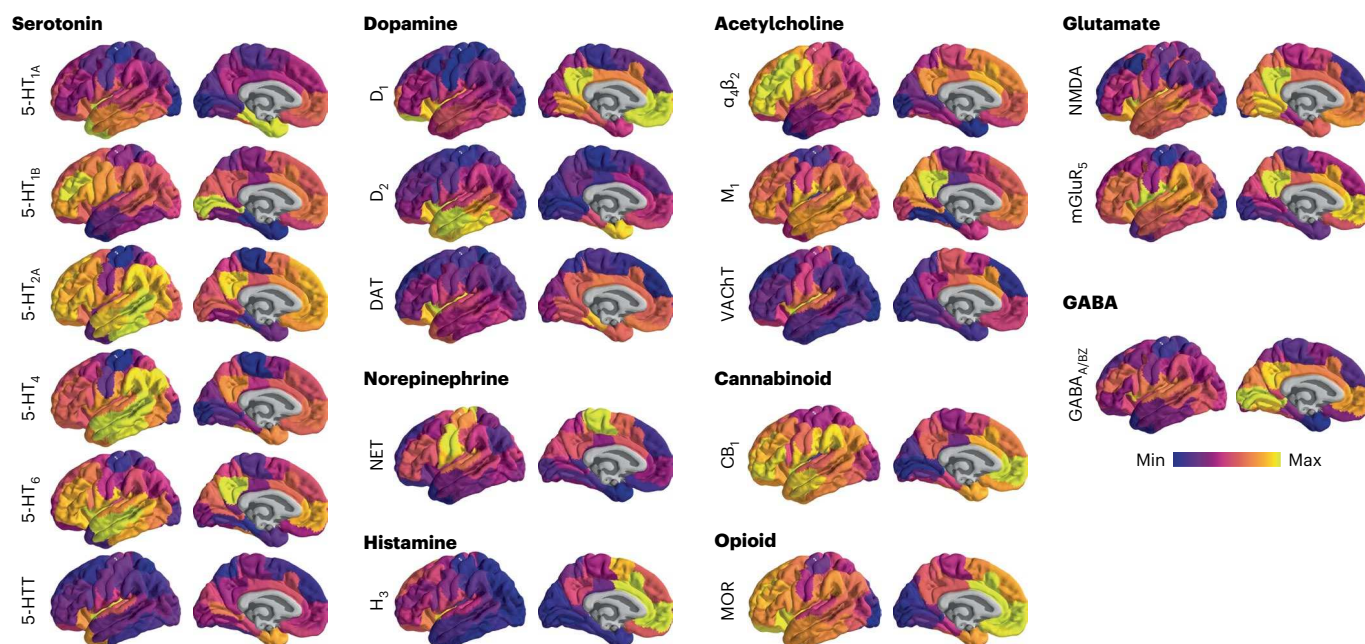 Serotonin
5-HT1A
5-HT1B
5-HT2A
5-HT4
5-HT6
5-HTT
Dopamine
D1
D2
DAT
Norepinephrine
NET
Histamine
H3
Acetylcholine
α4β2
M1
VAChT
Cannabinoid
CB1
Opioid
MOR
Glutamate
NMDA
mGluR5
GABA
GABAA/BZ
Min Max